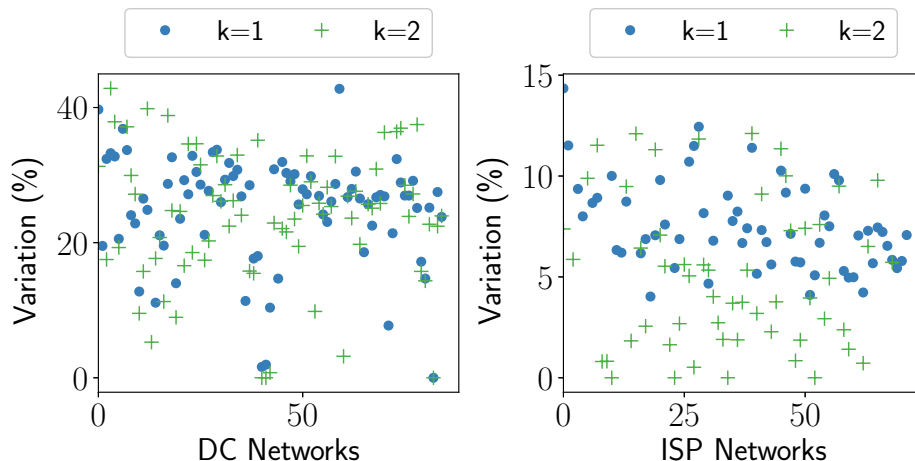 k=1 k=2
Variation (%)
40
20
0
0 50
DC Networks
k=1 k=2
Variation (%)
15
10
5
0
0 25 50
ISP Networks